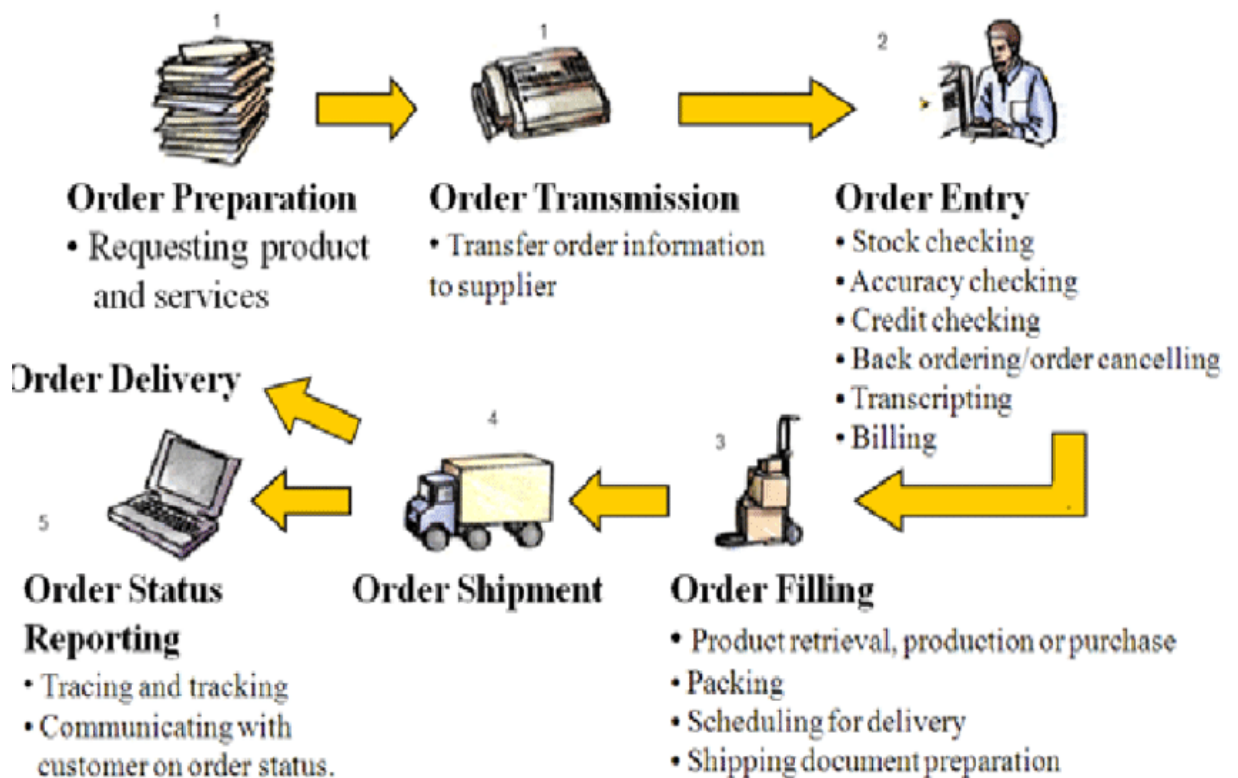 1
1
2
Order Preparation
• Requesting product
and services
Order Transmission
• Transfer order information
to supplier
Order Entry
• Stock checking
• Accuracy checking
• Credit checking
• Back ordering/order cancelling
• Transcripting
• Billing
Order Delivery
5
4
3
Order Status
Reporting
• Tracing and tracking
• Communicating with
customer on order status.
Order Shipment
Order Filling
• Product retrieval, production or purchase
• Packing
• Scheduling for delivery
• Shipping document preparation